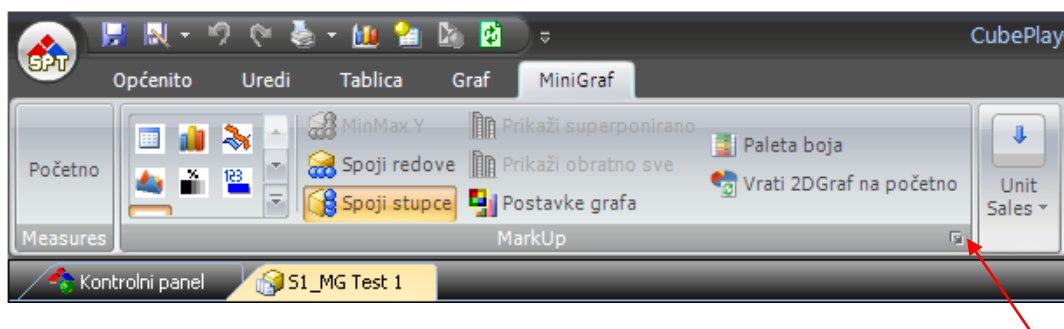 CubePlay
SPT
Općenito Uredi Tablica Graf MiniGraf
Početno
MinMax Y Prikaži superponirano
Spoji redove Prikaži obratno sve
Spoji stupce Postavke grafa
Paleta boja
Vrati 2DGraf na početno
% 123
Unit
Sales
Measures MarkUp
Kontrolni panel S1_MG Test 1